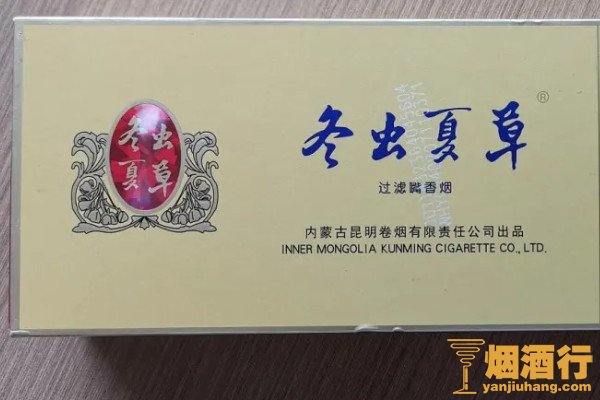 冬虫
夏草
冬虫夏草®
过滤嘴香烟
内蒙古昆明卷烟有限责任公司出品
INNER MONGOLIA KUNMING CIGARETTE CO., LTD.
烟酒行
yanjiuhang.com